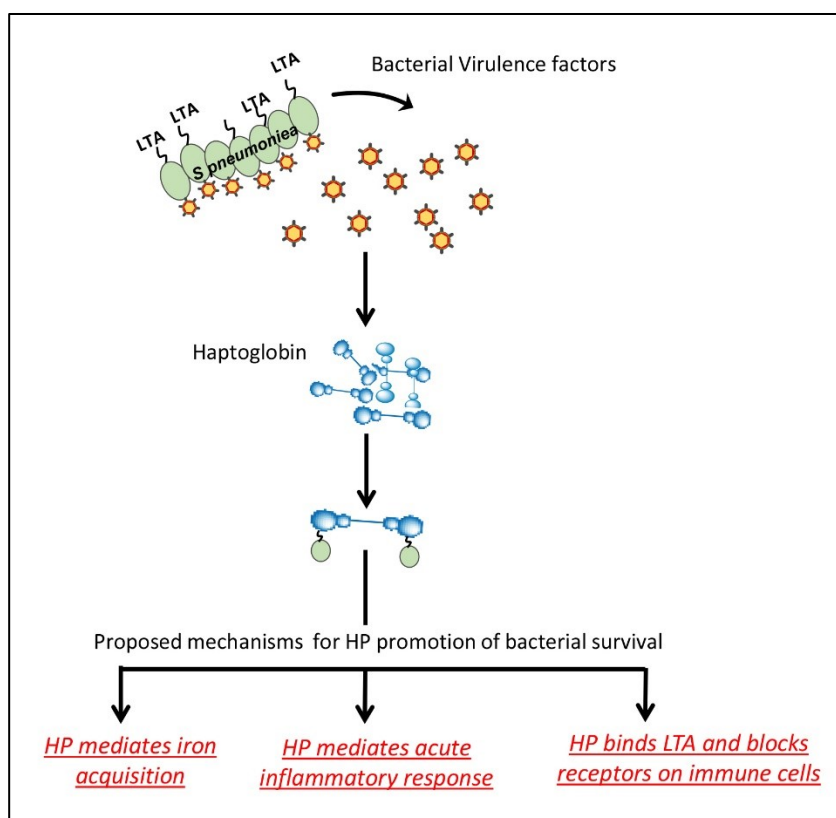 LTA
Bacterial Virulence factors
LTA
LTA
LTA
S pneumoniea
Haptoglobin
Proposed mechanisms for HP promotion of bacterial survival
HP mediates iron
acquisition
HP mediates acute
inflammatory response
HP binds LTA and blocks
receptors on immune cells